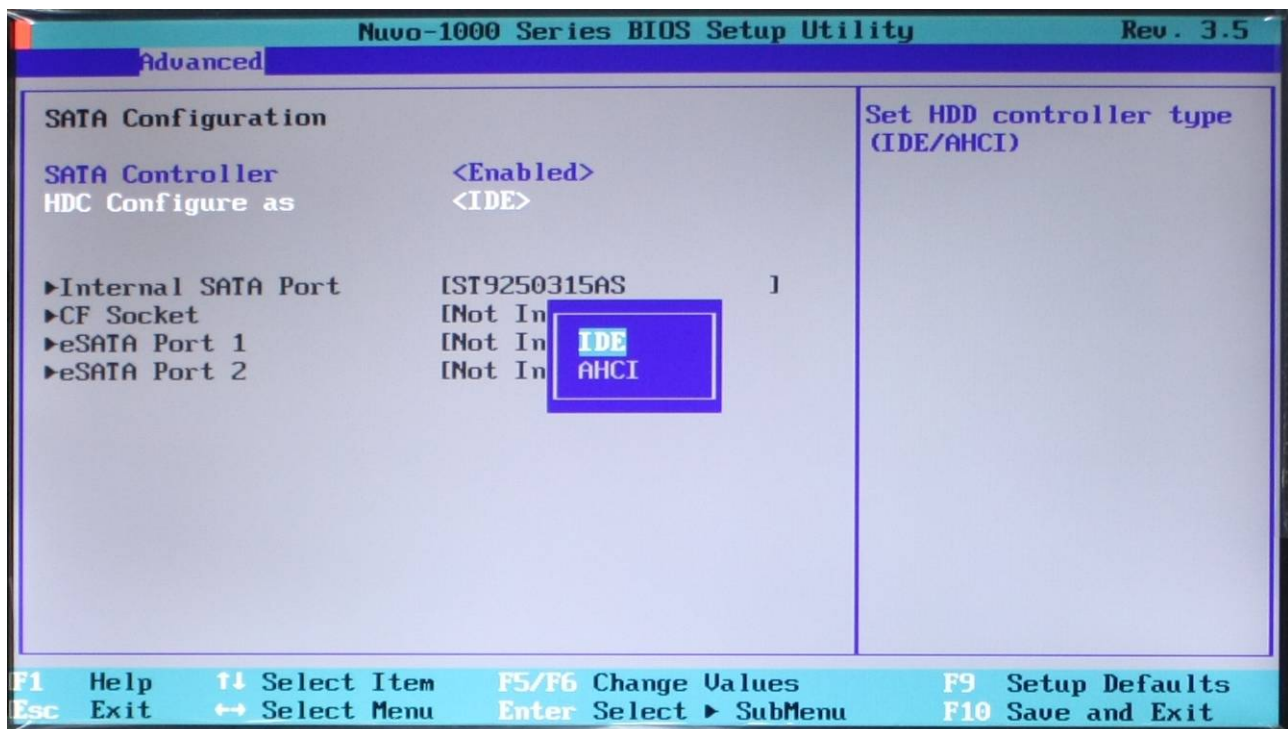 Nuvo-1000 Series BIOS Setup Utility Rev. 3.5
Advanced
SATA Configuration
SATA Controller <Enabled>
HDC Configure as <IDE>
▶Internal SATA Port [ST9250315AS ]
▶CF Socket [Not In
▶eSATA Port 1 [Not In
▶eSATA Port 2 [Not In
IDE
AHCI
Set HDD controller type
(IDE/AHCI)
F1 Help ↑↓ Select Item F5/F6 Change Values F9 Setup Defaults
Esc Exit ↔ Select Menu Enter Select ▶ SubMenu F10 Save and Exit